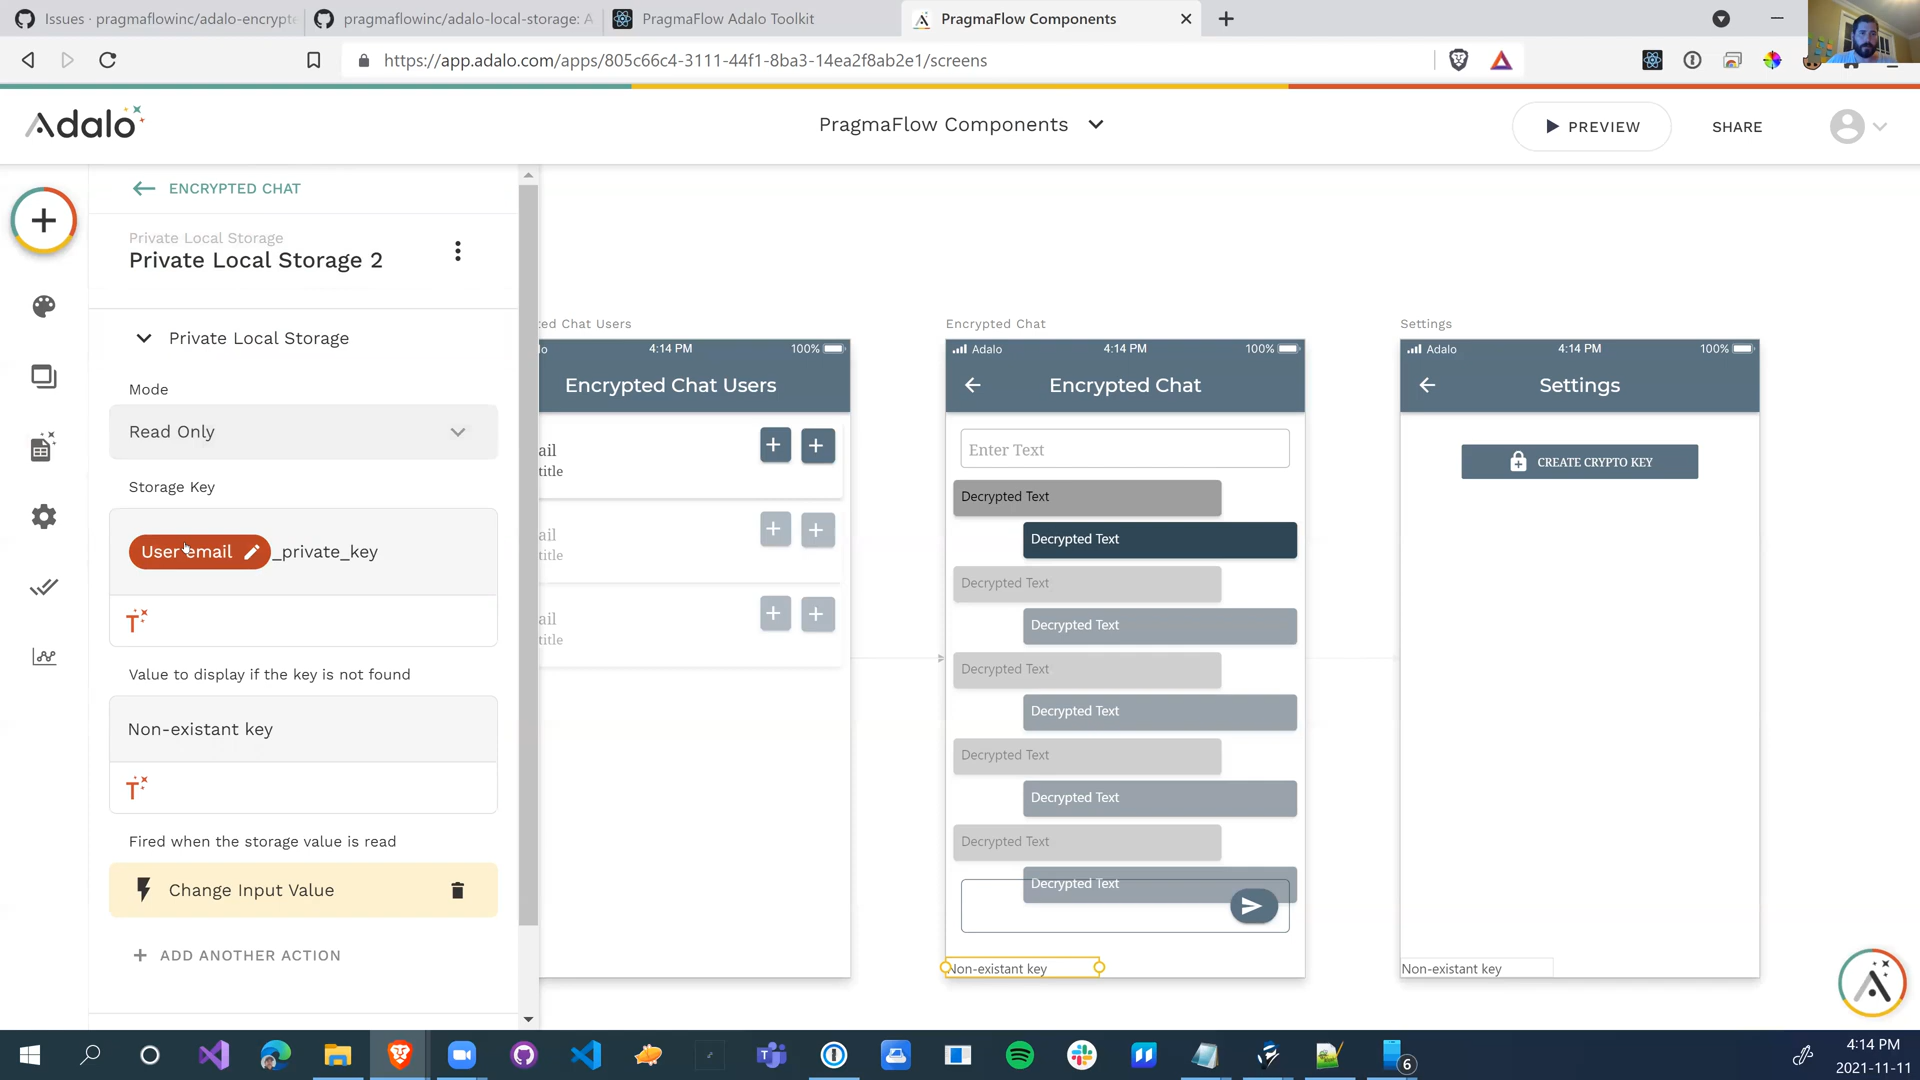 Issues · pragmaflowinc/adalo-encrypte
pragmaflowinc/adalo-local-storage: A
PragmaFlow Adalo Toolkit
PragmaFlow Components
https://app.adalo.com/apps/805c66c4-3111-44f1-8ba3-14ea2f8ab2e1/screens
Adalo
PragmaFlow Components
PREVIEW
SHARE
ENCRYPTED CHAT
Private Local Storage
Private Local Storage 2
Private Local Storage
Mode
Read Only
Storage Key
User email _private_key
Value to display if the key is not found
Non-existant key
Fired when the storage value is read
Change Input Value
ADD ANOTHER ACTION
ted Chat Users
lo 4:14 PM 100%
Encrypted Chat Users
ail
title
ail
title
ail
title
Encrypted Chat
Adalo 4:14 PM 100%
Encrypted Chat
Enter Text
Decrypted Text
Decrypted Text
Decrypted Text
Decrypted Text
Decrypted Text
Decrypted Text
Decrypted Text
Decrypted Text
Decrypted Text
Decrypted Text
Non-existant key
Settings
Adalo 4:14 PM 100%
Settings
CREATE CRYPTO KEY
Non-existant key
6
4:14 PM
2021-11-11